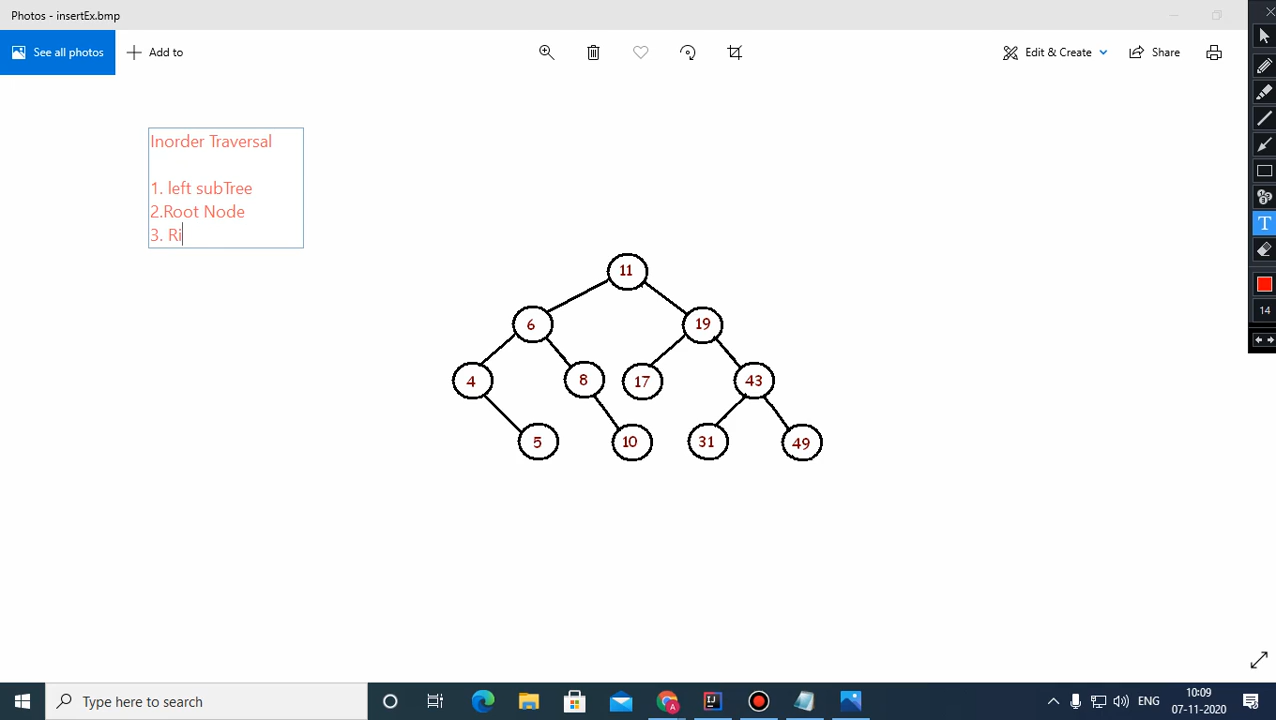 Photos - insertEx.bmp
See all photos
Add to
Edit & Create
Share
Inorder Traversal
1. left subTree
2.Root Node
3. Ri
11
6
19
4
8
17
43
5
10
31
49
14
Type here to search
ENG
10:09
07-11-2020